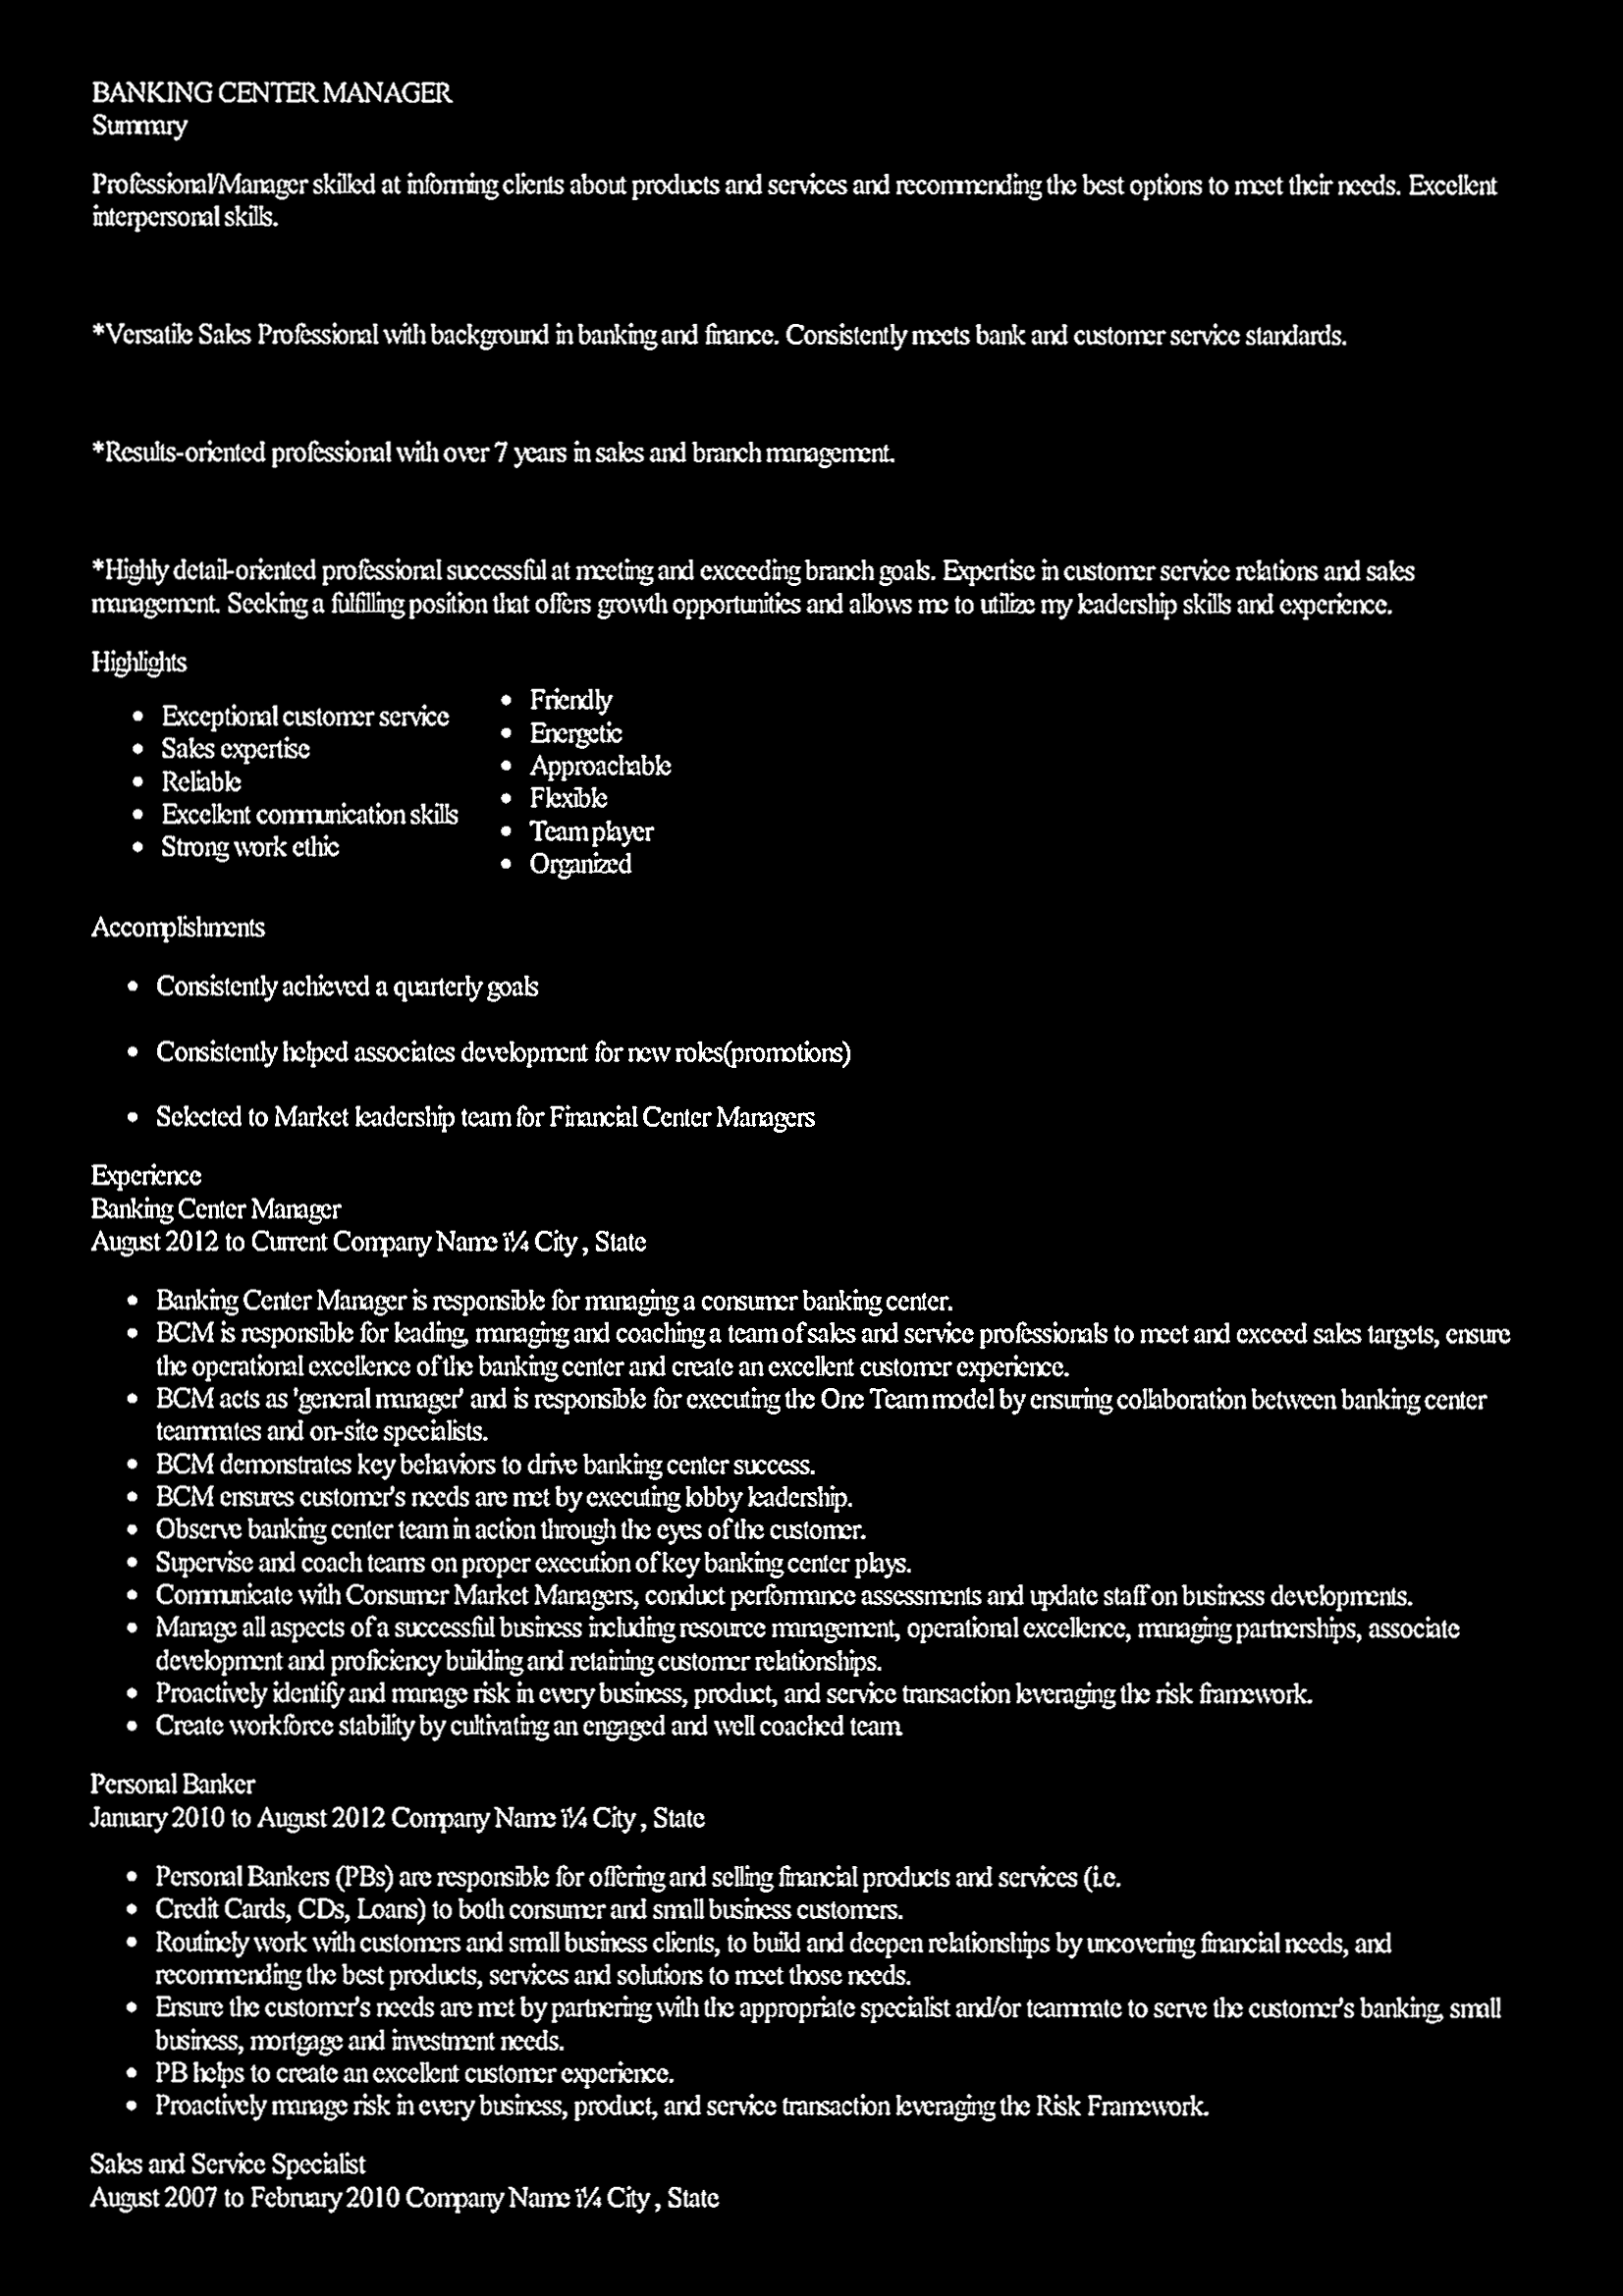 BANKING CENTER MANAGER
Summary
Professional/Manager skilled at informing clients about products and services and recommending the best options to meet their needs. Excellent
interpersonal skills.
*Versatile Sales Professional with background in banking and finance. Consistently meets bank and customer service standards.
*Results-oriented professional with over 7 years in sales and branch management.
*Highly detail-oriented professional successful at meeting and exceeding branch goals. Expertise in customer service relations and sales
management. Seeking a fulfilling position that offers growth opportunities and allows me to utilize my leadership skills and experience.
Highlights
• Exceptional customer service
• Sales expertise
• Reliable
• Excellent communication skills
• Strong work ethic
• Friendly
• Energetic
• Approachable
• Flexible
• Team player
• Organized
Accomplishments
• Consistently achieved a quarterly goals
• Consistently helped associates development for new roles(promotions)
• Selected to Market leadership team for Financial Center Managers
Experience
Banking Center Manager
August 2012 to Current Company Name ï¼ City , State
• Banking Center Manager is responsible for managing a consumer banking center.
• BCM is responsible for leading, managing and coaching a team of sales and service professionals to meet and exceed sales targets, ensure
the operational excellence of the banking center and create an excellent customer experience.
• BCM acts as 'general manager' and is responsible for executing the One Team model by ensuring collaboration between banking center
teammates and on-site specialists.
• BCM demonstrates key behaviors to drive banking center success.
• BCM ensures customer's needs are met by executing lobby leadership.
• Observe banking center team in action through the eyes of the customer.
• Supervise and coach teams on proper execution of key banking center plays.
• Communicate with Consumer Market Managers, conduct performance assessments and update staff on business developments.
• Manage all aspects of a successful business including resource management, operational excellence, managing partnerships, associate
development and proficiency building and retaining customer relationships.
• Proactively identify and manage risk in every business, product, and service transaction leveraging the risk framework.
• Create workforce stability by cultivating an engaged and well coached team.
Personal Banker
January 2010 to August 2012 Company Name ï¼ City , State
• Personal Bankers (PBs) are responsible for offering and selling financial products and services (i.e.
• Credit Cards, CDs, Loans) to both consumer and small business customers.
• Routinely work with customers and small business clients, to build and deepen relationships by uncovering financial needs, and
recommending the best products, services and solutions to meet those needs.
• Ensure the customer's needs are met by partnering with the appropriate specialist and/or teammate to serve the customer's banking, small
business, mortgage and investment needs.
• PB helps to create an excellent customer experience.
• Proactively manage risk in every business, product, and service transaction leveraging the Risk Framework.
Sales and Service Specialist
August 2007 to February 2010 Company Name ï¼ City , State